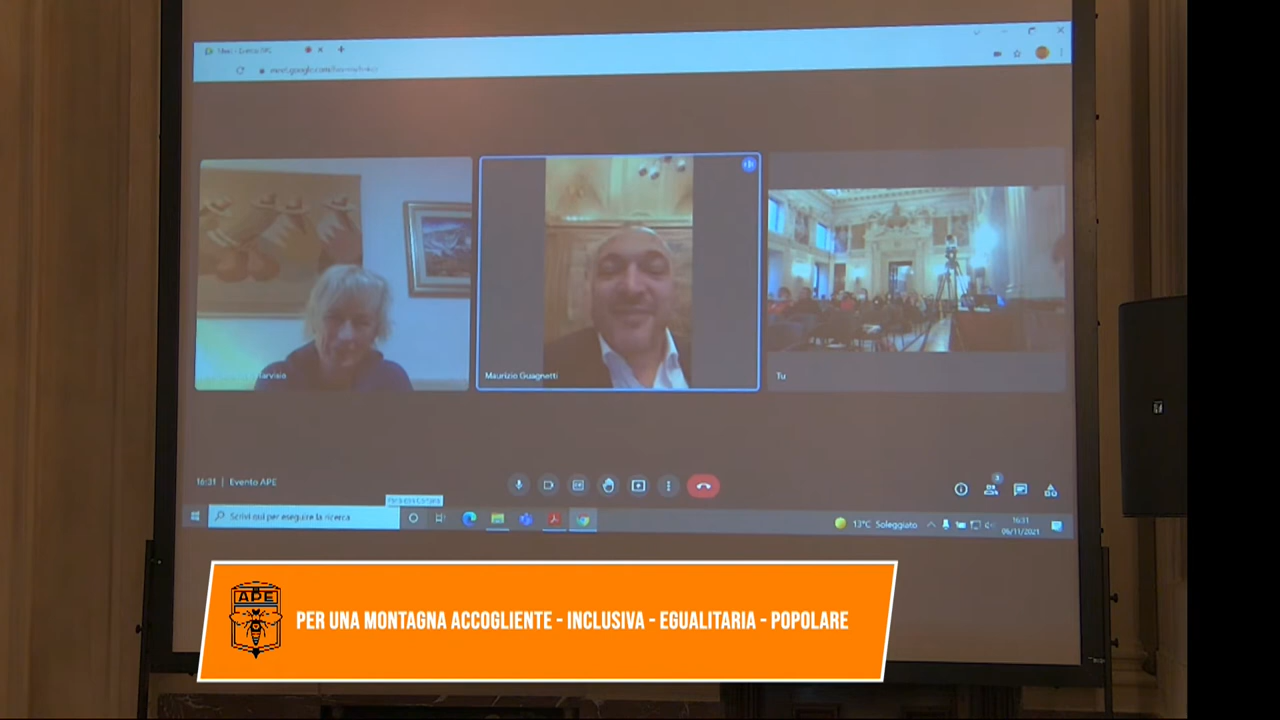 Meet - Evento APE
Maurizio Guagnetti
Tu
16:31 | Evento APE
3
Scrivi qui per eseguire la ricerca
13°C Soleggiato
16:31
06/11/2021
APE
PER UNA MONTAGNA ACCOGLIENTE - INCLUSIVA - EGUALITARIA - POPOLARE